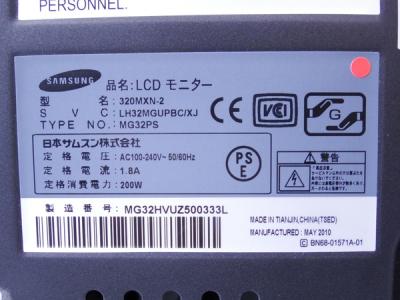 PERSONNEL.
SAMSUNG 品名: LCD モニター
型 名 : 320MXN-2
S V C : LH32MGUPBC/XJ
TYPE NO : MG32PS
CE VCCI G
日本サムスン株式会社
定格電圧 : AC100-240V~ 50/60Hz
定格電流 : 1.8A
定格消費電力 : 200W
PSE
警告
製造番号: MG32HVUZ500333L
MADE IN TIANJIN,CHINA(TSED)
Manufactured : MAY 2010
C BN68-01571A-01